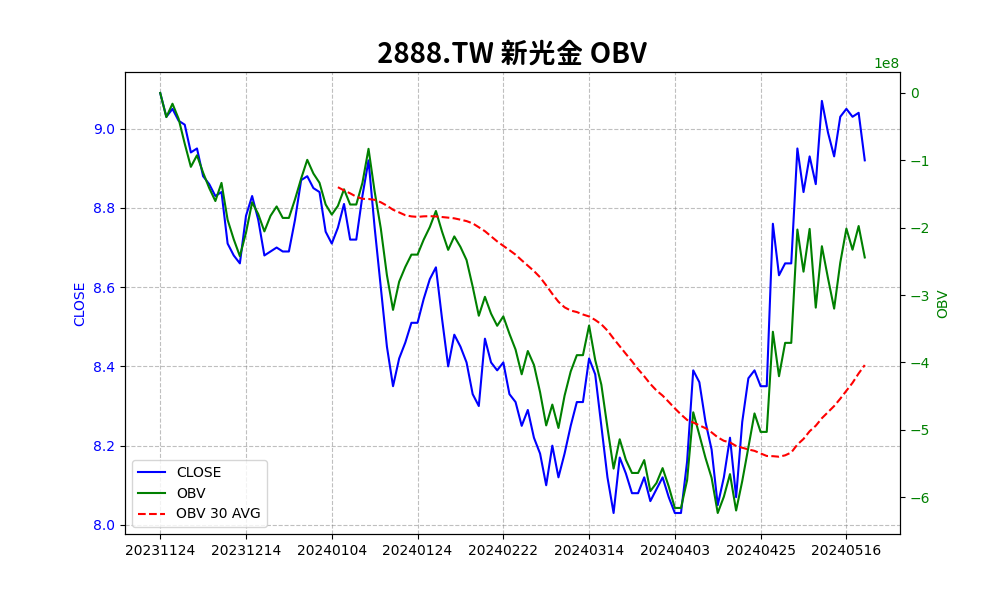 2888.TW 新光金 OBV
1e8
9.0
8.8
8.6
8.4
8.2
8.0
CLOSE
0
−1
−2
−3
−4
−5
−6
OBV
CLOSE
OBV
OBV 30 AVG
20231124 20231214 20240104 20240124 20240222 20240314 20240403 20240425 20240516